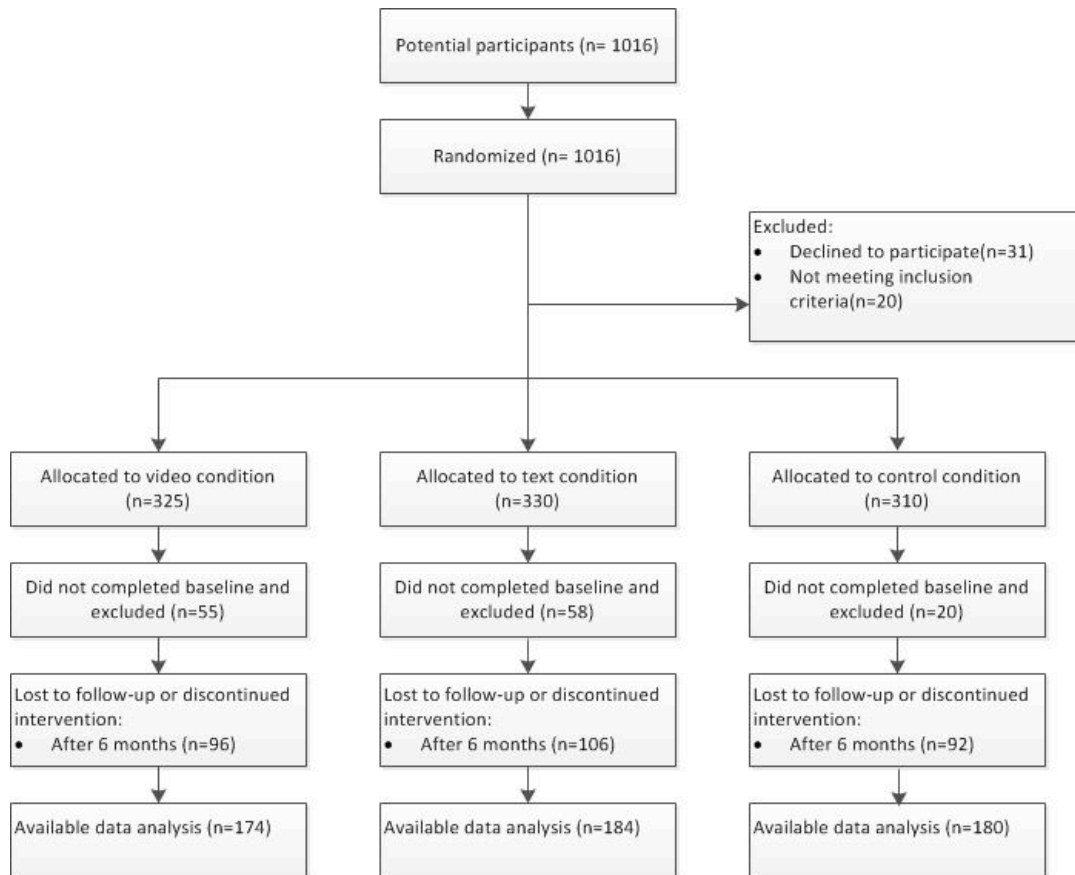 Potential participants (n= 1016)
Randomized (n= 1016)
Excluded:
• Declined to participate(n=31)
• Not meeting inclusion
criteria(n=20)
Allocated to video condition
(n=325)
Allocated to text condition
(n=330)
Allocated to control condition
(n=310)
Did not completed baseline and
excluded (n=55)
Did not completed baseline and
excluded (n=58)
Did not completed baseline and
excluded (n=20)
Lost to follow-up or discontinued
intervention:
• After 6 months (n=96)
Lost to follow-up or discontinued
intervention:
• After 6 months (n=106)
Lost to follow-up or discontinued
intervention:
• After 6 months (n=92)
Available data analysis (n=174)
Available data analysis (n=184)
Available data analysis (n=180)